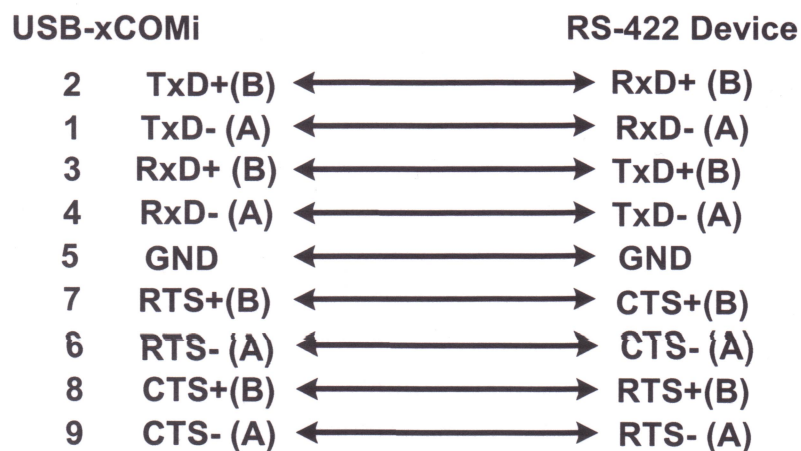 USB-xCOMi RS-422 Device
2 TxD+(B) RxD+ (B)
1 TxD- (A) RxD- (A)
3 RxD+ (B) TxD+(B)
4 RxD- (A) TxD- (A)
5 GND GND
7 RTS+(B) CTS+(B)
6 RTS- (A) CTS- (A)
8 CTS+(B) RTS+(B)
9 CTS- (A) RTS- (A)